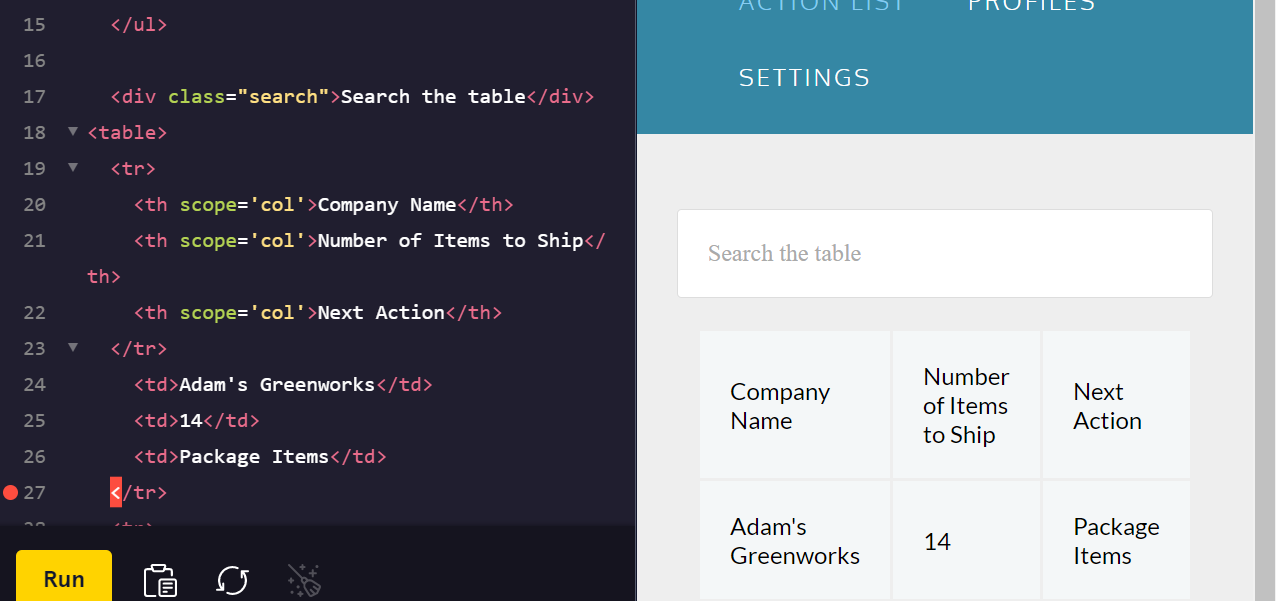 15 </ul>
16
17 <div class="search">Search the table</div>
18 <table>
19 <tr>
20 <th scope='col'>Company Name</th>
21 <th scope='col'>Number of Items to Ship</
th>
22 <th scope='col'>Next Action</th>
23 </tr>
24 <td>Adam's Greenworks</td>
25 <td>14</td>
26 <td>Package Items</td>
27 </tr>
28 <tr>
Run
ACTION LIST PROFILES
SETTINGS
Search the table
Company
Name
Number
of Items
to Ship
Next
Action
Adam's
Greenworks
14
Package
Items